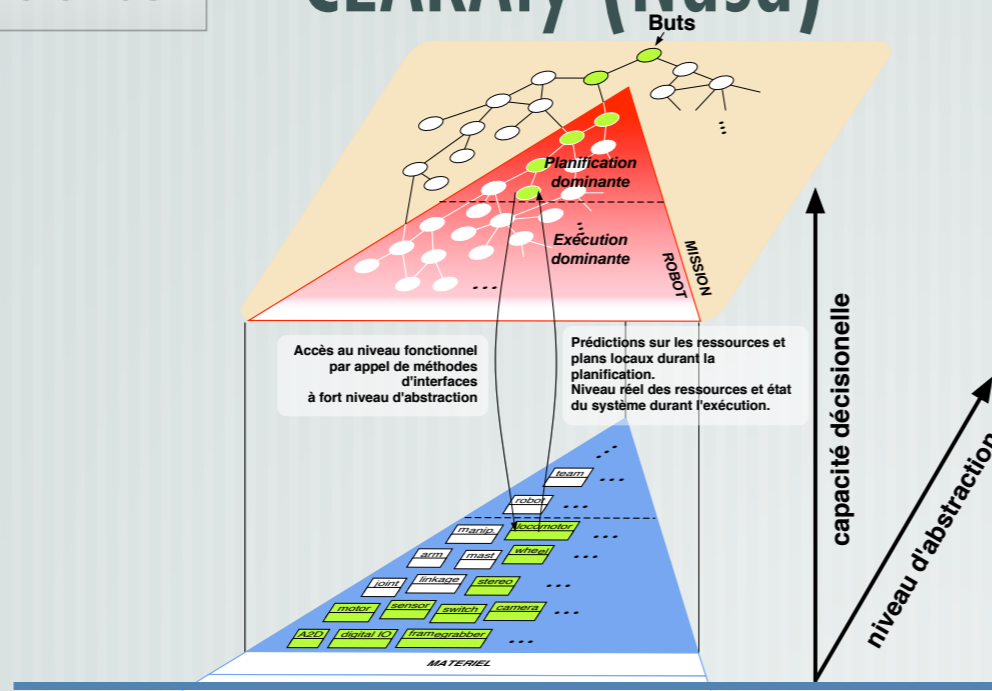 CLARAty (Nasa)
Buts
Planification
dominante
Exécution
dominante
MISSION
ROBOT
Accès au niveau fonctionnel
par appel de méthodes
d'interfaces
à fort niveau d'abstraction
Prédictions sur les ressources et
plans locaux durant la
planification.
Niveau réel des ressources et état
du système durant l'exécution.
capacité décisionelle
niveau d'abstraction
team
robot
manip. locomotor
arm mast wheel
joint linkage stereo
motor sensor switch camera
A2D digital IO framegrabber
MATERIEL